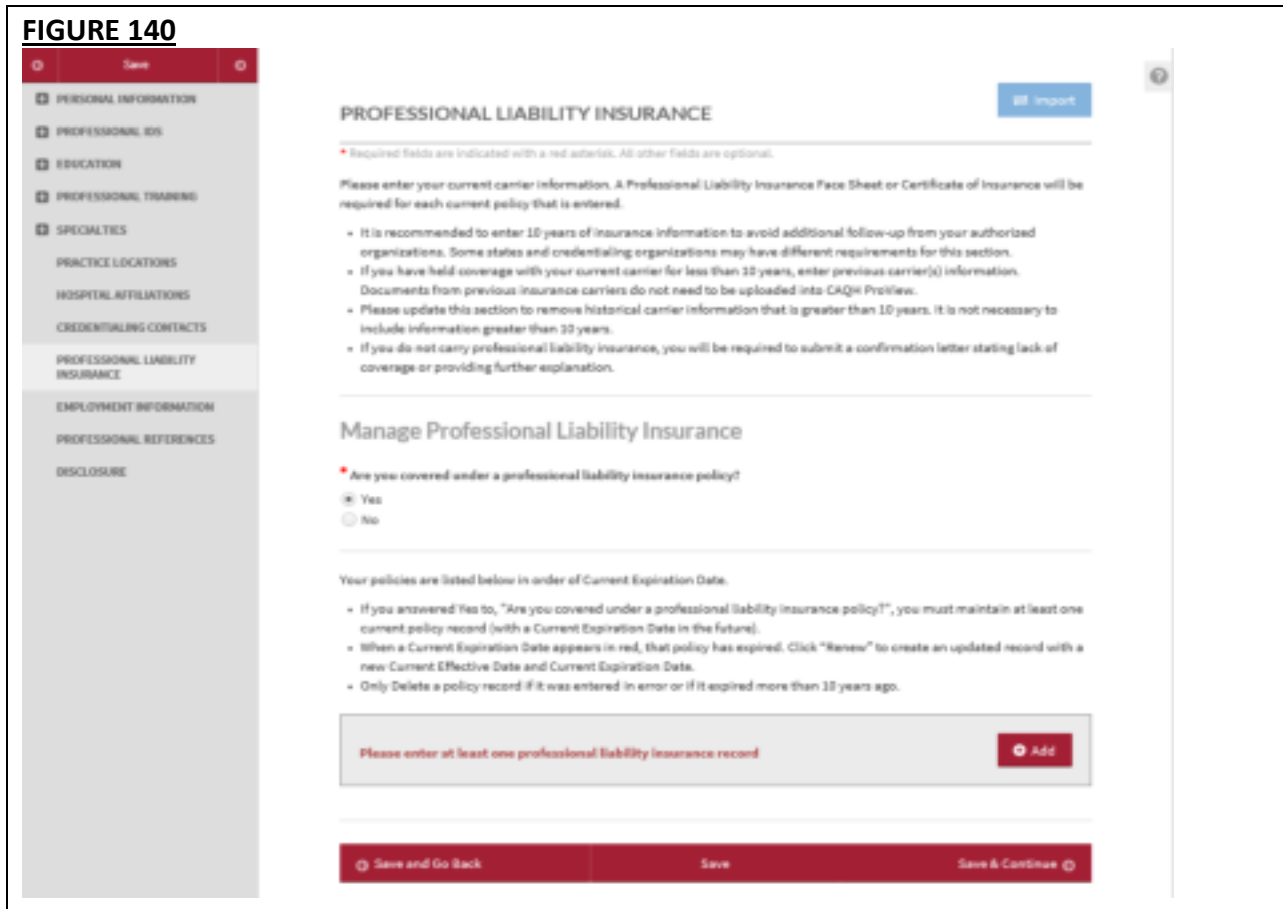 FIGURE 140
Save
PERSONAL INFORMATION
PROFESSIONAL IDS
EDUCATION
PROFESSIONAL TRAINING
SPECIALTIES
PRACTICE LOCATIONS
HOSPITAL AFFILIATIONS
CREDENTIALING CONTACTS
PROFESSIONAL LIABILITY
INSURANCE
EMPLOYMENT INFORMATION
PROFESSIONAL REFERENCES
DISCLOSURE
?
Import
PROFESSIONAL LIABILITY INSURANCE
* Required fields are indicated with a red asterisk. All other fields are optional.
Please enter your current carrier information. A Professional Liability Insurance Face Sheet or Certificate of Insurance will be
required for each current policy that is entered.
• It is recommended to enter 10 years of insurance information to avoid additional follow-up from your authorized
organizations. Some states and credentialing organizations may have different requirements for this section.
• If you have held coverage with your current carrier for less than 10 years, enter previous carrier(s) information.
Documents from previous insurance carriers do not need to be uploaded into CAQH ProView.
• Please update this section to remove historical carrier information that is greater than 10 years. It is not necessary to
include information greater than 10 years.
• If you do not carry professional liability insurance, you will be required to submit a confirmation letter stating lack of
coverage or providing further explanation.
Manage Professional Liability Insurance
* Are you covered under a professional liability insurance policy?
Yes
No
Your policies are listed below in order of Current Expiration Date.
• If you answered Yes to, "Are you covered under a professional liability insurance policy?", you must maintain at least one
current policy record (with a Current Expiration Date in the future).
• When a Current Expiration Date appears in red, that policy has expired. Click "Renew" to create an updated record with a
new Current Effective Date and Current Expiration Date.
• Only Delete a policy record if it was entered in error or if it expired more than 10 years ago.
Please enter at least one professional liability insurance record
Add
Save and Go Back
Save
Save & Continue